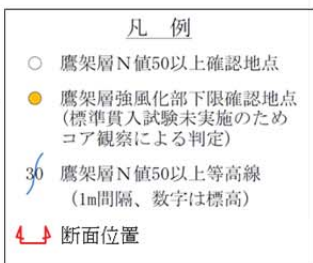 凡 例
鷹架層N値50以上確認地点
鷹架層強風化部下限確認地点
(標準貫入試験未実施のため
コア観察による判定)
30 鷹架層N値50以上等高線
(1m間隔、数字は標高)
断面位置